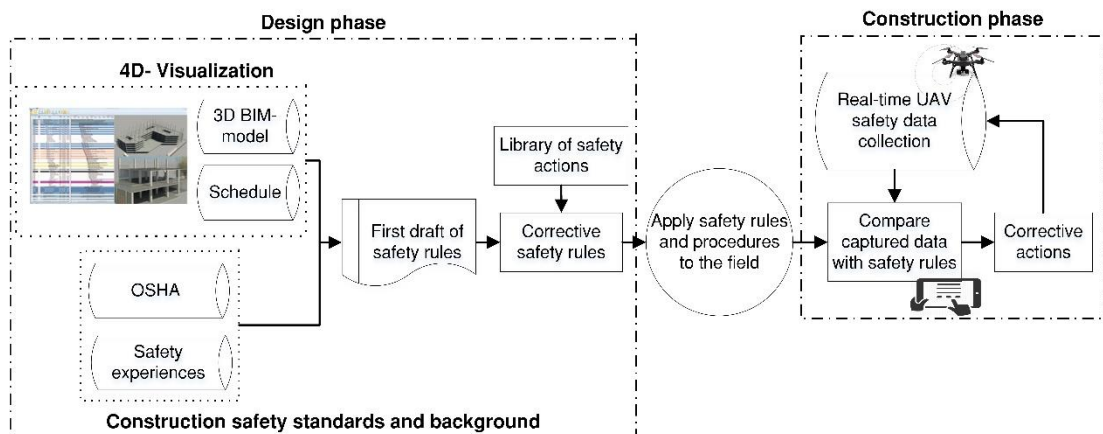 Design phase
Construction phase
4D- Visualization
3D BIM-
model
Schedule
OSHA
Safety
experiences
First draft of
safety rules
Library of safety
actions
Corrective
safety rules
Apply safety rules
and procedures
to the field
Real-time UAV
safety data
collection
Compare
captured data
with safety rules
Corrective
actions
Construction safety standards and background